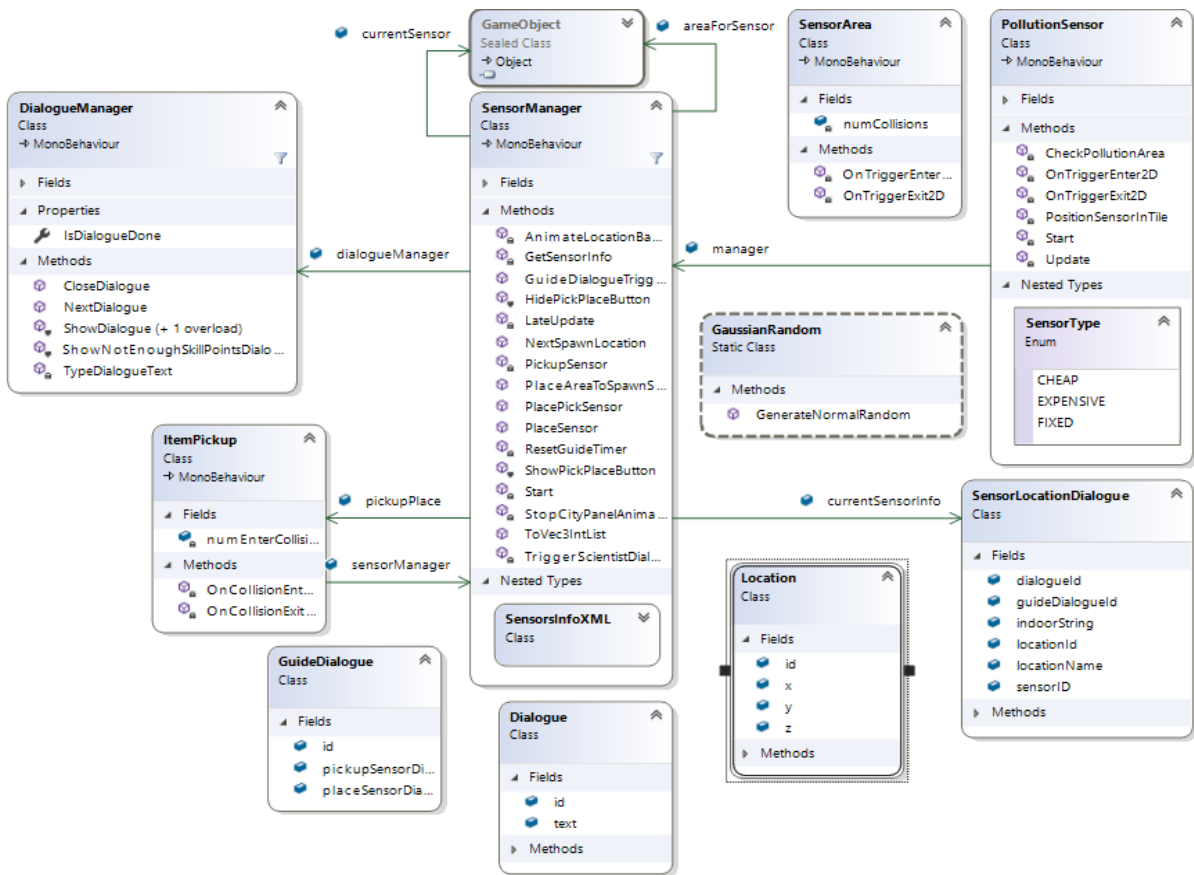 currentSensor
GameObject
Sealed Class
Object
areaForSensor
SensorArea
Class
MonoBehaviour
Fields
numCollisions
Methods
OnTriggerEnter...
OnTriggerExit2D
PollutionSensor
Class
MonoBehaviour
Fields
Methods
CheckPollutionArea
OnTriggerEnter2D
OnTriggerExit2D
PositionSensorInTile
Start
Update
Nested Types
SensorType
Enum
CHEAP
EXPENSIVE
FIXED
DialogueManager
Class
MonoBehaviour
Fields
Properties
IsDialogueDone
Methods
CloseDialogue
NextDialogue
ShowDialogue (+ 1 overload)
ShowNotEnoughSkillPointsDialo...
TypeDialogueText
dialogueManager
SensorManager
Class
MonoBehaviour
Fields
Methods
AnimateLocationBa...
GetSensorInfo
GuideDialogueTrigg...
HidePickPlaceButton
LateUpdate
NextSpawnLocation
PickupSensor
PlaceAreaToSpawnS...
PlacePickSensor
PlaceSensor
ResetGuideTimer
ShowPickPlaceButton
Start
StopCityPanelAnima...
ToVec3IntList
TriggerScientistDial...
Nested Types
SensorsInfoXML
Class
manager
GaussianRandom
Static Class
Methods
GenerateNormalRandom
ItemPickup
Class
MonoBehaviour
Fields
numEnterCollisi...
Methods
OnCollisionEnt...
OnCollisionExit...
pickupPlace
sensorManager
currentSensorInfo
SensorLocationDialogue
Class
Fields
dialogueId
guideDialogueId
indoorString
locationId
locationName
sensorID
Methods
Location
Class
Fields
id
x
y
z
Methods
GuideDialogue
Class
Fields
id
pickupSensorDi...
placeSensorDia...
Dialogue
Class
Fields
id
text
Methods